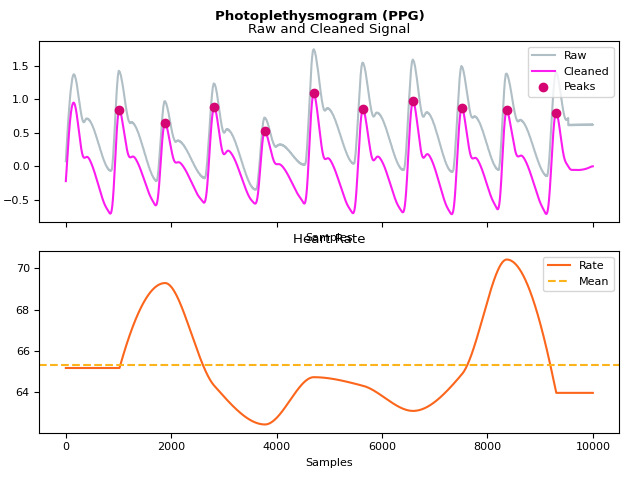 Photoplethysmogram (PPG)
Raw and Cleaned Signal
Raw
Cleaned
Peaks
1.5
1.0
0.5
0.0
−0.5
Samples
Heart Rate
Rate
Mean
70
68
66
64
0 2000 4000 6000 8000 10000
Samples